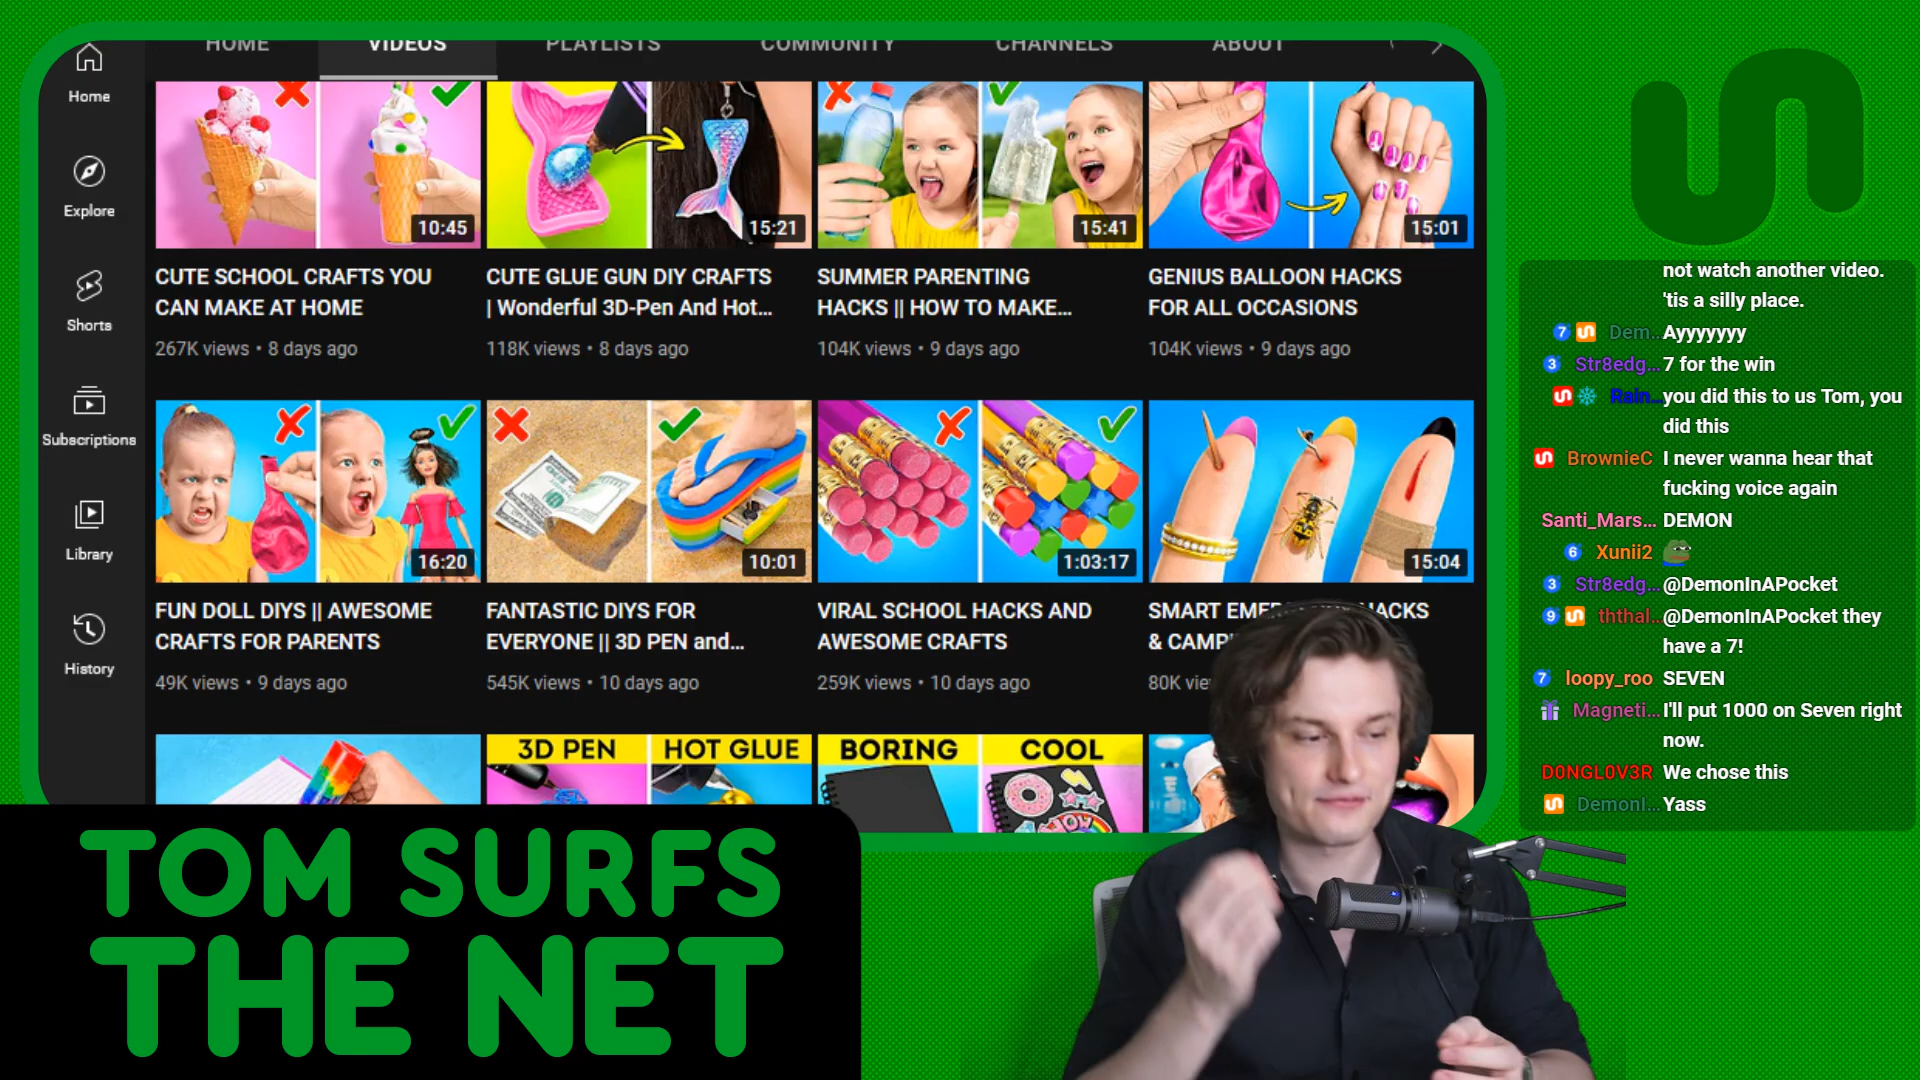 HOME VIDEOS PLAYLISTS COMMUNITY CHANNELS ABOUT
Home
Explore
Shorts
Subscriptions
Library
History
10:45
15:21
15:41
15:01
CUTE SCHOOL CRAFTS YOU
CAN MAKE AT HOME
267K views • 8 days ago
CUTE GLUE GUN DIY CRAFTS
| Wonderful 3D-Pen And Hot...
118K views • 8 days ago
SUMMER PARENTING
HACKS || HOW TO MAKE...
104K views • 9 days ago
GENIUS BALLOON HACKS
FOR ALL OCCASIONS
104K views • 9 days ago
16:20
10:01
1:03:17
15:04
FUN DOLL DIYS || AWESOME
CRAFTS FOR PARENTS
49K views • 9 days ago
FANTASTIC DIYS FOR
EVERYONE || 3D PEN and...
545K views • 10 days ago
VIRAL SCHOOL HACKS AND
AWESOME CRAFTS
259K views • 10 days ago
SMART HACKS
&
80K
3D PEN HOT GLUE
BORING COOL
TOM SURFS
THE NET
not watch another video.
'tis a silly place.
7 Dem... Ayyyyyyy
3 Str8edg... 7 for the win
Rain... you did this to us Tom, you
did this
BrownieC I never wanna hear that
fucking voice again
Santi_Mars... DEMON
6 Xunii2
3 Str8edg... @DemonInAPocket
9 ththal... @DemonInAPocket they
have a 7!
7 loopy_roo SEVEN
Magneti... I'll put 1000 on Seven right
now.
D0NGL0V3R We chose this
DemonI... Yass